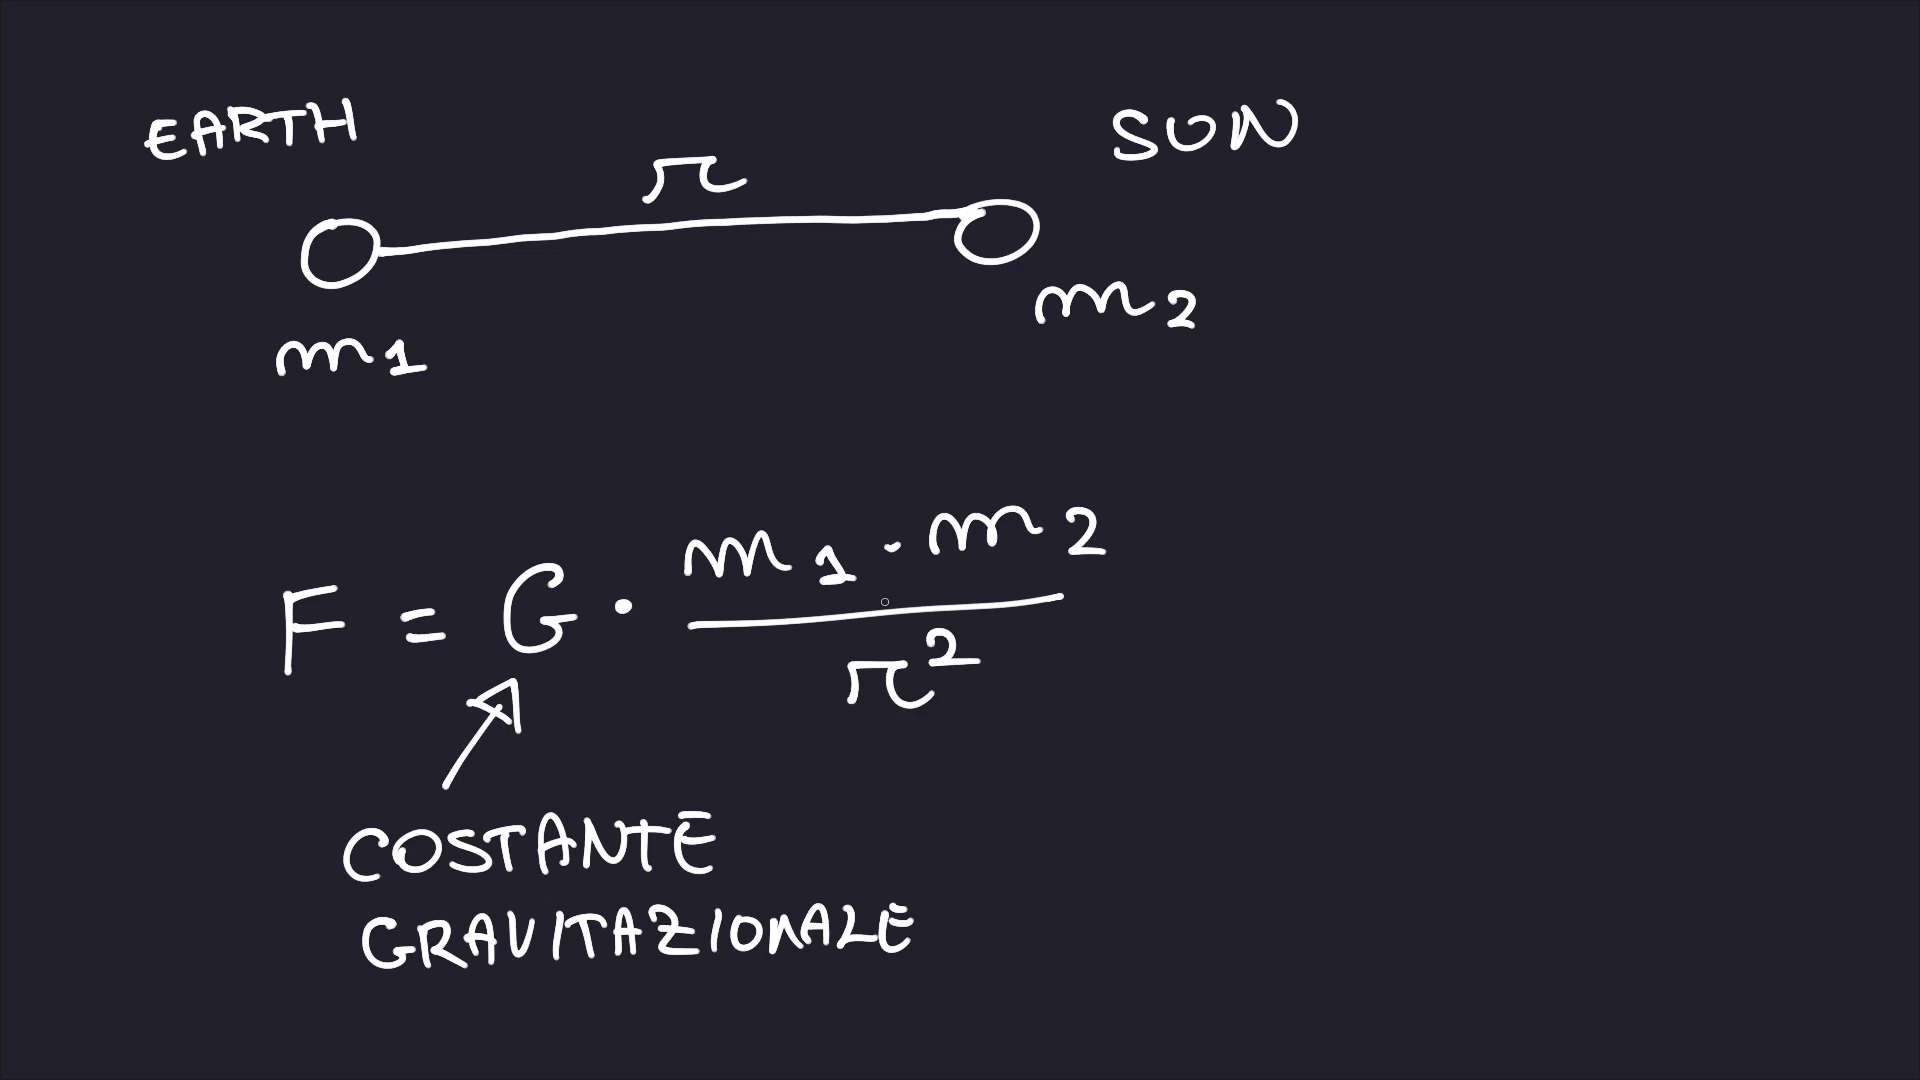 EARTH
SUN
r
m1
m2
F = G · m1 · m2 / r²
COSTANTE
GRAVITAZIONALE